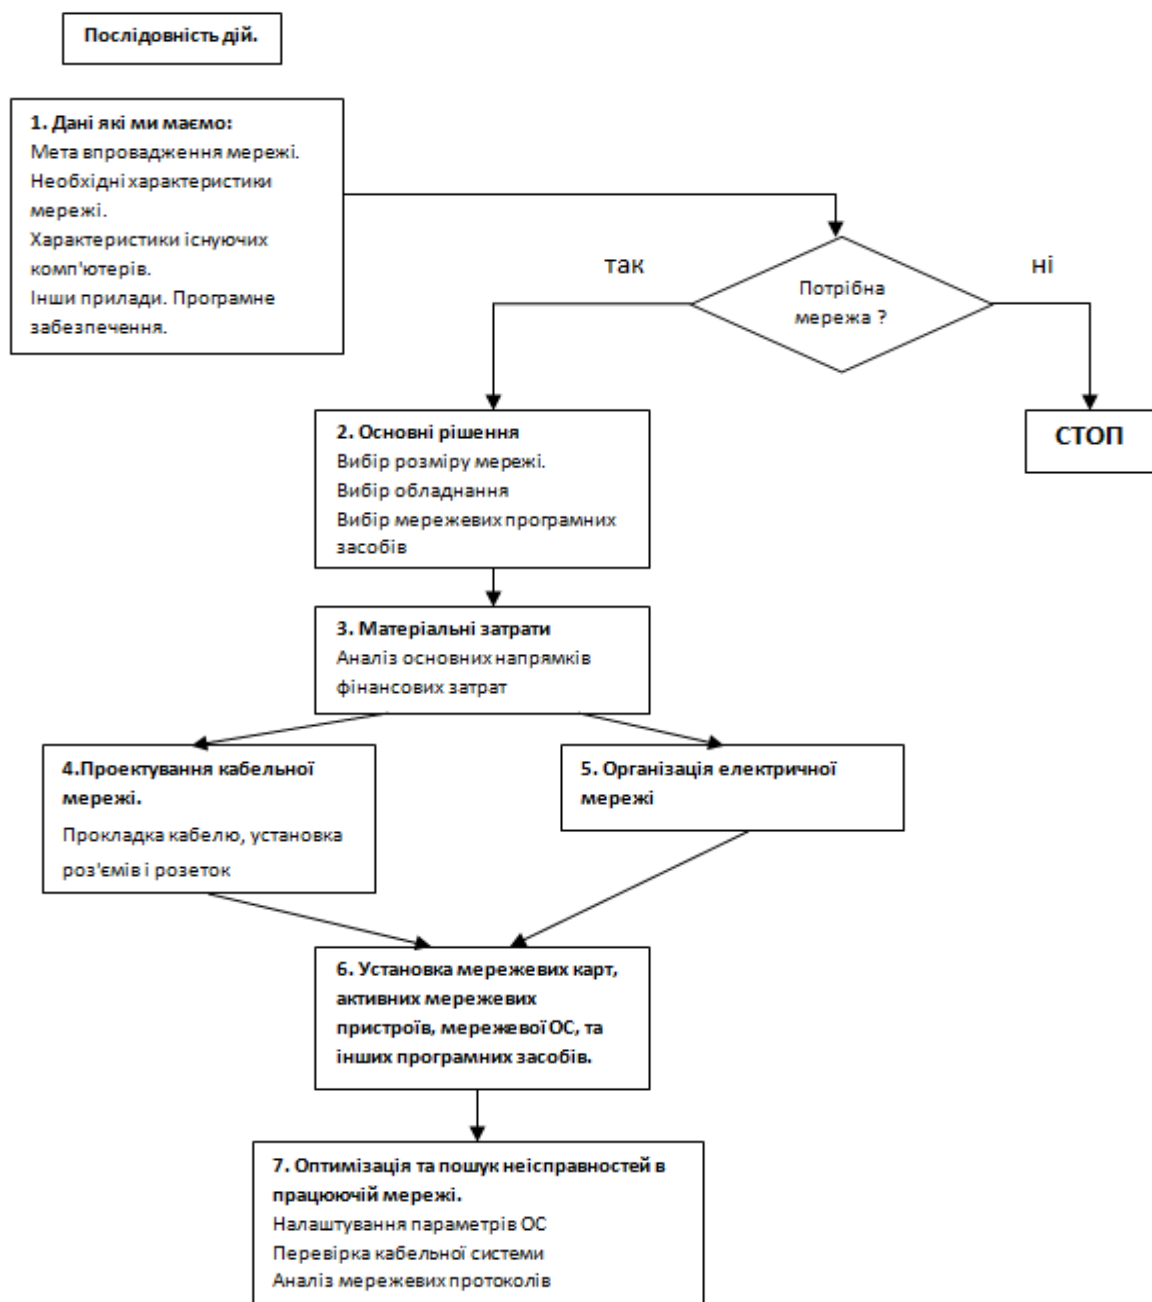 Послідовність дій.
1. Дані які ми маємо:
Мета впровадження мережі.
Необхідні характеристики
мережі.
Характеристики існуючих
комп'ютерів.
Інши прилади. Програмне
забезпечення.
так
ні
Потрібна
мережа ?
СТОП
2. Основні рішення
Вибір розміру мережі.
Вибір обладнання
Вибір мережевих програмних
засобів
3. Матеріальні затрати
Аналіз основних напрямків
фінансових затрат
4.Проектування кабельної
мережі.
Прокладка кабелю, установка
роз'ємів і розеток
5. Організація електричної
мережі
6. Установка мережевих карт,
активних мережевих
пристроїв, мережевої ОС, та
інших програмних засобів.
7. Оптимізація та пошук неісправностей в
працюючій мережі.
Налаштування параметрів ОС
Перевірка кабельної системи
Аналіз мережевих протоколів